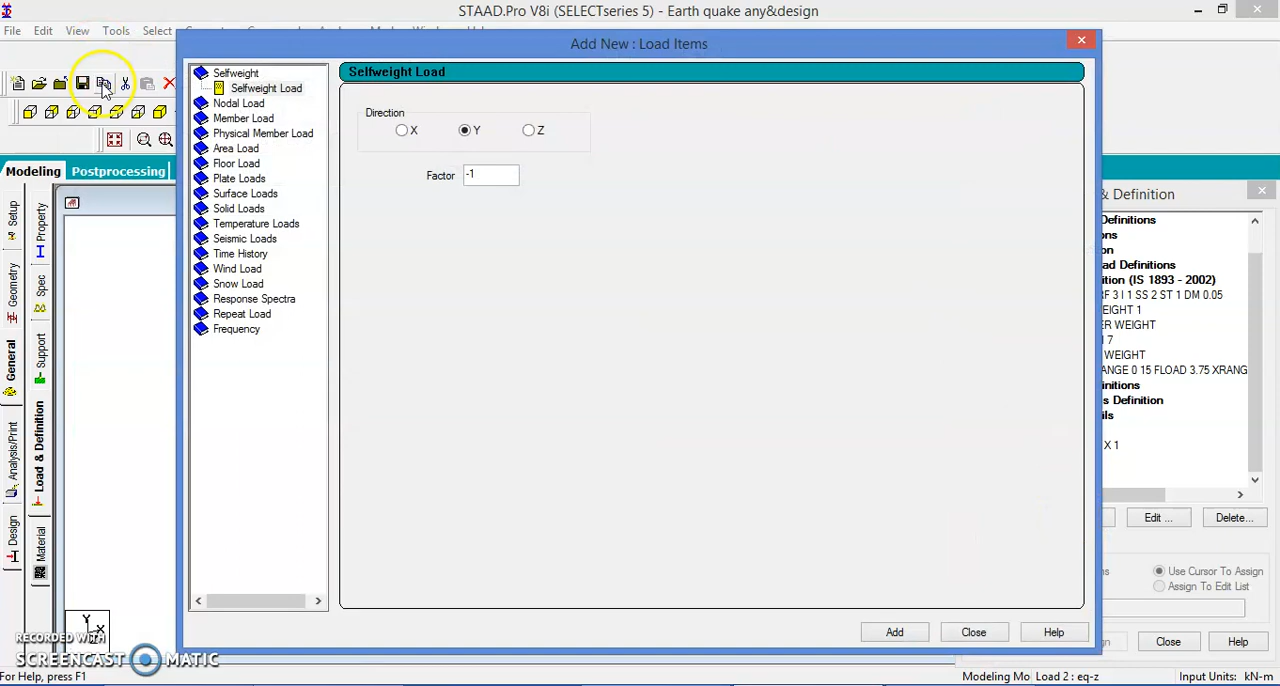 STAAD.Pro V8i (SELECTseries 5) - Earth quake any&design
File Edit View Tools Select
Add New : Load Items
Modeling Postprocessing
Setup
Geometry
General
Analysis/Print
Design
Property
Spec
Support
Load & Definition
Material
Selfweight
Selfweight Load
Nodal Load
Member Load
Physical Member Load
Area Load
Floor Load
Plate Loads
Surface Loads
Solid Loads
Temperature Loads
Seismic Loads
Time History
Wind Load
Snow Load
Response Spectra
Repeat Load
Frequency
Selfweight Load
Direction
X Y Z
Factor -1
Add Close Help
& Definition
Definitions
ons
on
ad Definitions
ition (IS 1893 - 2002)
RF 3 I 1 SS 2 ST 1 DM 0.05
EIGHT 1
ER WEIGHT
I 7
WEIGHT
ANGE 0 15 FLOAD 3.75 XRANG
initions
s Definition
ils
X 1
Edit ... Delete...
ns Use Cursor To Assign
Assign To Edit List
gn Close Help
Y
X
RECORDED WITH
SCREENCAST MATIC
For Help, press F1
Modeling Mo Load 2 : eq-z Input Units: kN-m